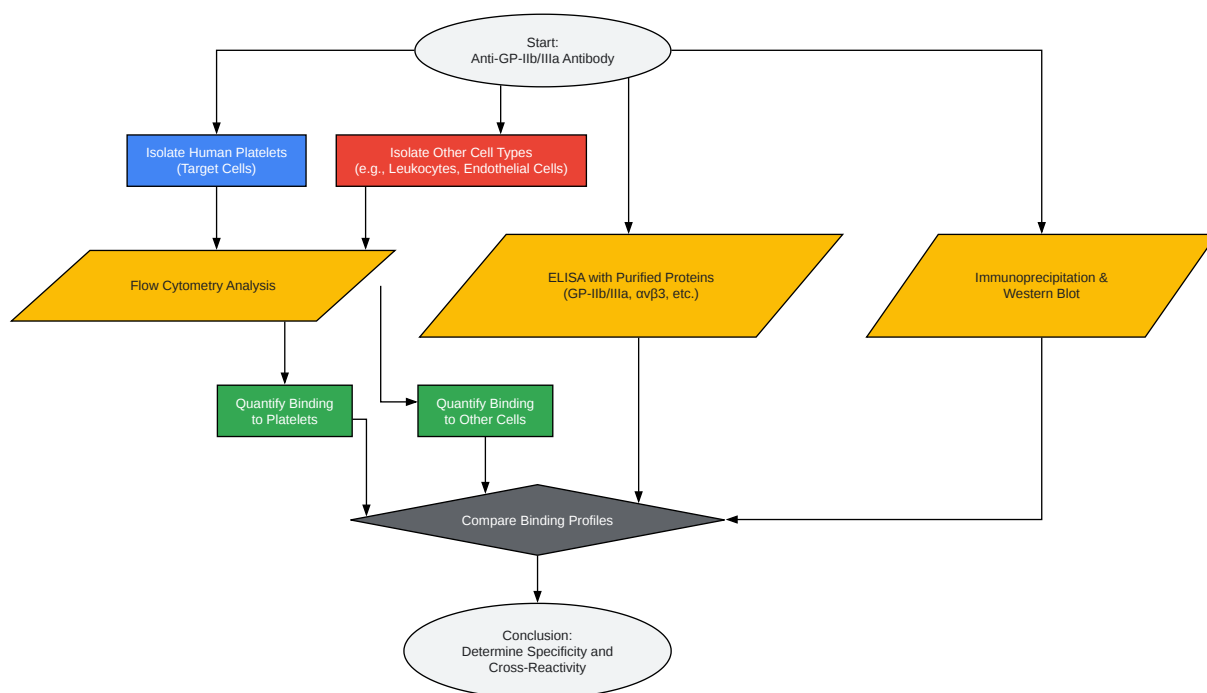 Start:
Anti-GP-IIb/IIIa Antibody
Isolate Human Platelets
(Target Cells)
Isolate Other Cell Types
(e.g., Leukocytes, Endothelial Cells)
Flow Cytometry Analysis
ELISA with Purified Proteins
(GP-IIb/IIIa, αvβ3, etc.)
Immunoprecipitation &
Western Blot
Quantify Binding
to Platelets
Quantify Binding
to Other Cells
Compare Binding Profiles
Conclusion:
Determine Specificity and
Cross-Reactivity